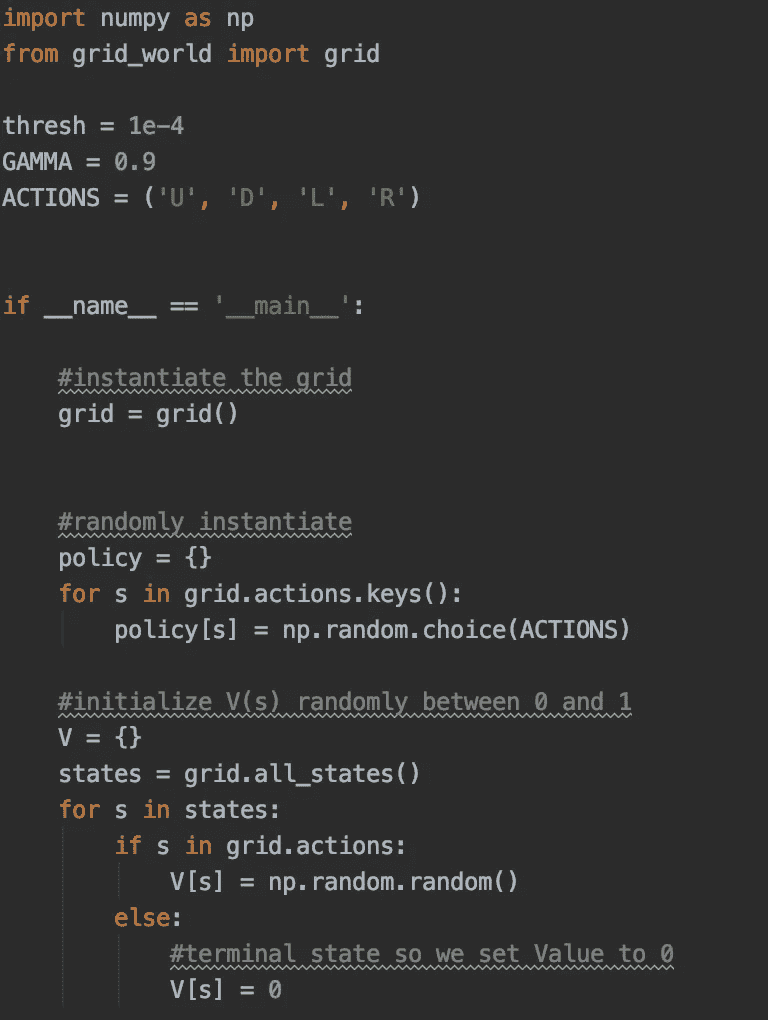 import numpy as np
from grid_world import grid
thresh = 1e-4
GAMMA = 0.9
ACTIONS = ('U', 'D', 'L', 'R')
if __name__ == '__main__':
#instantiate the grid
grid = grid()
#randomly instantiate
policy = {}
for s in grid.actions.keys():
policy[s] = np.random.choice(ACTIONS)
#initialize V(s) randomly between 0 and 1
V = {}
states = grid.all_states()
for s in states:
if s in grid.actions:
V[s] = np.random.random()
else:
#terminal state so we set Value to 0
V[s] = 0